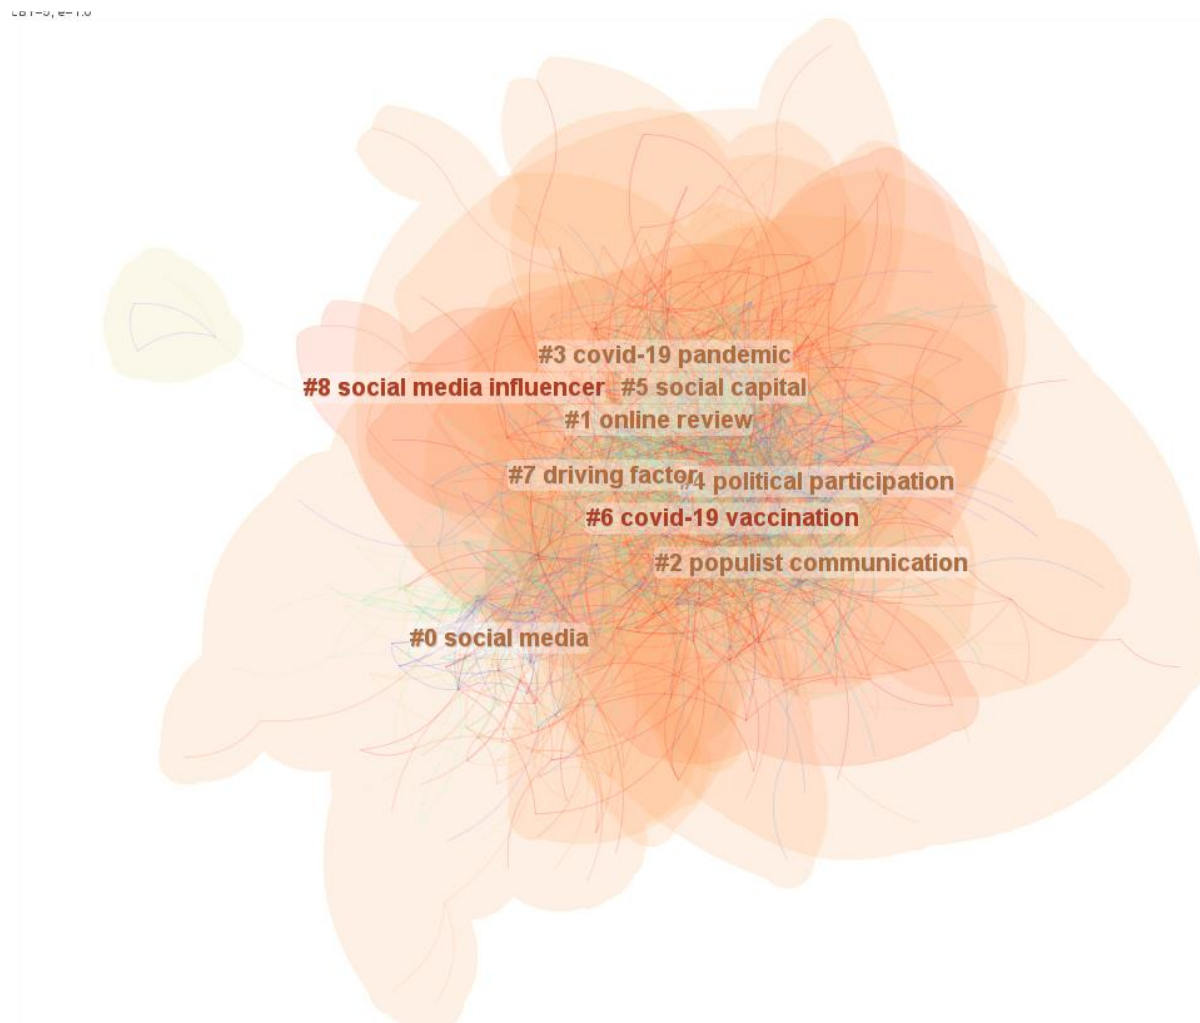 #3 covid-19 pandemic
#8 social media influencer
#5 social capital
#1 online review
#7 driving factor
#4 political participation
#6 covid-19 vaccination
#2 populist communication
#0 social media